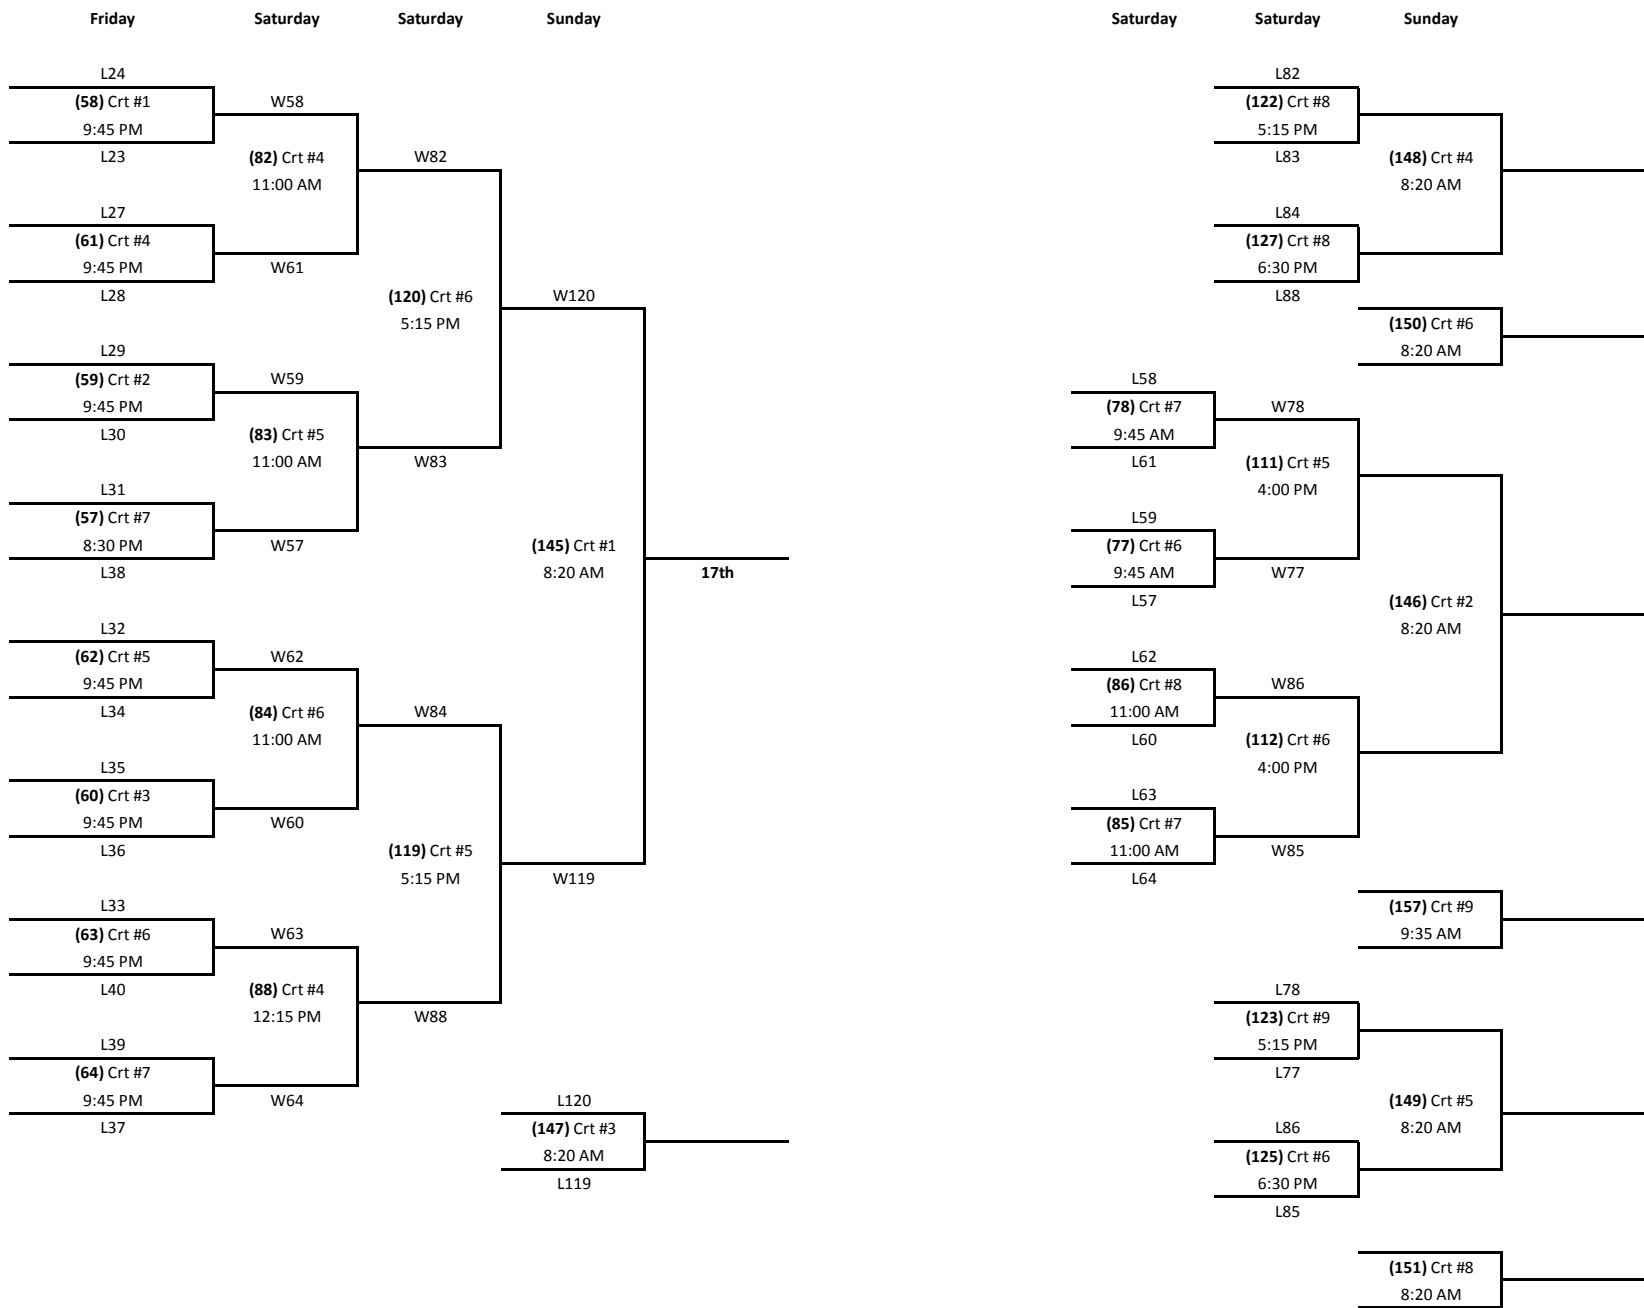 Friday Saturday Saturday Sunday
L24
(58) Crt #1 W58
9:45 PM
L23 (82) Crt #4 W82
11:00 AM
L27
(61) Crt #4
9:45 PM W61
L28 (120) Crt #6 W120
5:15 PM
L29
(59) Crt #2 W59
9:45 PM
L30 (83) Crt #5
11:00 AM W83
L31
(57) Crt #7
8:30 PM W57 (145) Crt #1
L38 8:20 AM 17th
L32
(62) Crt #5 W62
9:45 PM
L34 (84) Crt #6 W84
11:00 AM
L35
(60) Crt #3
9:45 PM W60
L36 (119) Crt #5
5:15 PM W119
L33
(63) Crt #6 W63
9:45 PM
L40 (88) Crt #4
12:15 PM W88
L39
(64) Crt #7
9:45 PM W64 L120
L37 (147) Crt #3
8:20 AM
L119
Saturday Saturday Sunday
L82
(122) Crt #8
5:15 PM
L83 (148) Crt #4
8:20 AM
L84
(127) Crt #8
6:30 PM
L88
(150) Crt #6
8:20 AM
L58
(78) Crt #7 W78
9:45 AM
L61 (111) Crt #5
4:00 PM
L59
(77) Crt #6
9:45 AM W77
L57 (146) Crt #2
8:20 AM
L62
(86) Crt #8 W86
11:00 AM
L60 (112) Crt #6
4:00 PM
L63
(85) Crt #7
11:00 AM W85
L64
(157) Crt #9
9:35 AM
L78
(123) Crt #9
5:15 PM
L77
(149) Crt #5
L86 8:20 AM
(125) Crt #6
6:30 PM
L85
(151) Crt #8
8:20 AM